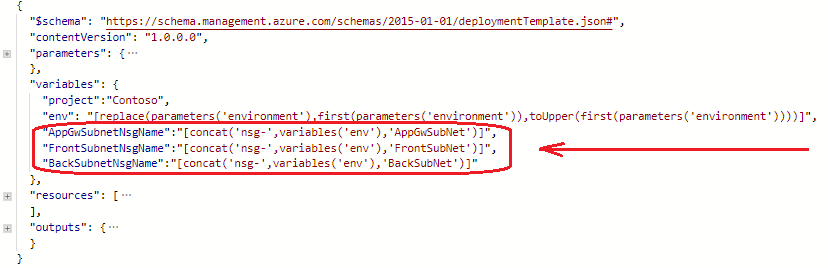 {
"$schema": "https://schema.management.azure.com/schemas/2015-01-01/deploymentTemplate.json#",
"contentVersion": "1.0.0.0",
"parameters": {...
},
"variables": {
"project":"Contoso",
"env": "[replace(parameters('environment'),first(parameters('environment')),toUpper(first(parameters('environment'))))]",
"AppGwSubnetNsgName":"[concat('nsg-',variables('env'),'AppGwSubNet')]",
"FrontSubnetNsgName":"[concat('nsg-',variables('env'),'FrontSubNet')]",
"BackSubnetNsgName":"[concat('nsg-',variables('env'),'BackSubNet')]"
},
"resources": [...
],
"outputs": {...
}
}